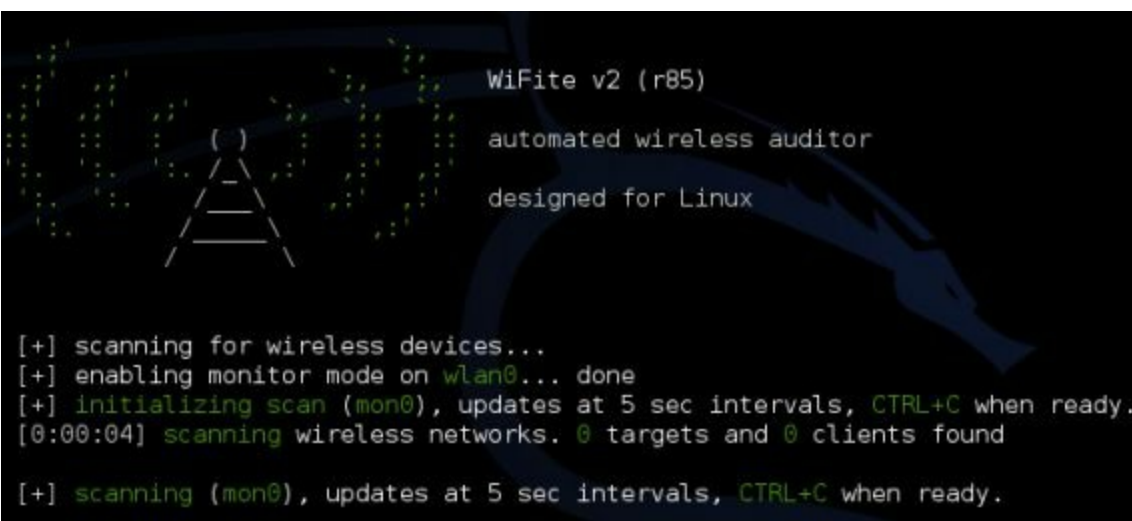 WiFite v2 (r85)
automated wireless auditor
designed for Linux
[+] scanning for wireless devices...
[+] enabling monitor mode on wlan0... done
[+] initializing scan (mon0), updates at 5 sec intervals, CTRL+C when ready.
[0:00:04] scanning wireless networks. 0 targets and 0 clients found
[+] scanning (mon0), updates at 5 sec intervals, CTRL+C when ready.